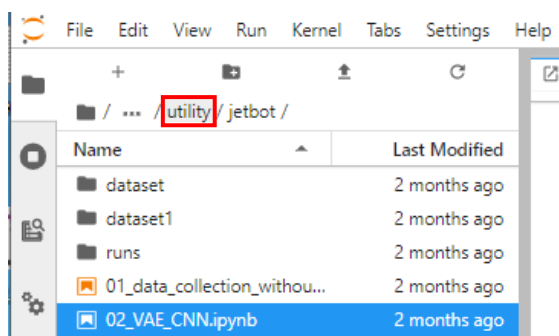 File Edit View Run Kernel Tabs Settings Help
/ ... / utility / jetbot /
Name Last Modified
dataset 2 months ago
dataset1 2 months ago
runs 2 months ago
01_data_collection_withou... 2 months ago
02_VAE_CNN.ipynb 2 months ago